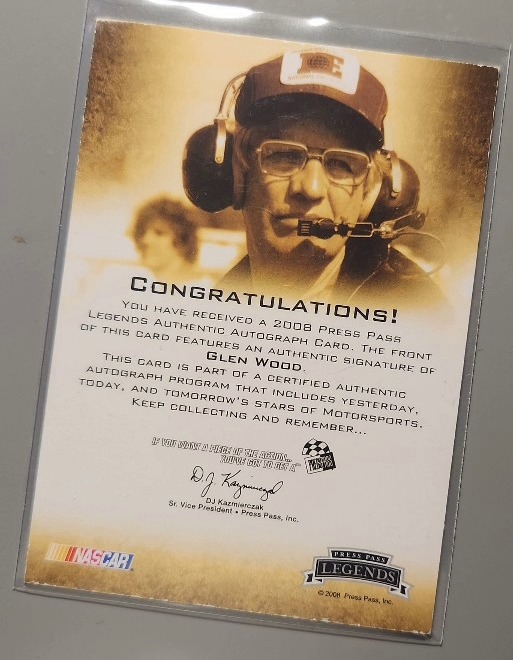 CONGRATULATIONS!
YOU HAVE RECEIVED A 2008 PRESS PASS
LEGENDS AUTHENTIC AUTOGRAPH CARD. THE FRONT
OF THIS CARD FEATURES AN AUTHENTIC SIGNATURE OF
GLEN WOOD.
THIS CARD IS PART OF A CERTIFIED AUTHENTIC
AUTOGRAPH PROGRAM THAT INCLUDES YESTERDAY,
TODAY, AND TOMORROW'S STARS OF MOTORSPORTS.
KEEP COLLECTING AND REMEMBER...
IF YOU WANT A PIECE OF THE ACTION...
"YOU'VE GOT TO GET A"
DJ Kazmierczak
DJ Kazmierczak
Sr. Vice President • Press Pass, Inc.
NASCAR
PRESS PASS
LEGENDS
© 2008 Press Pass, Inc.